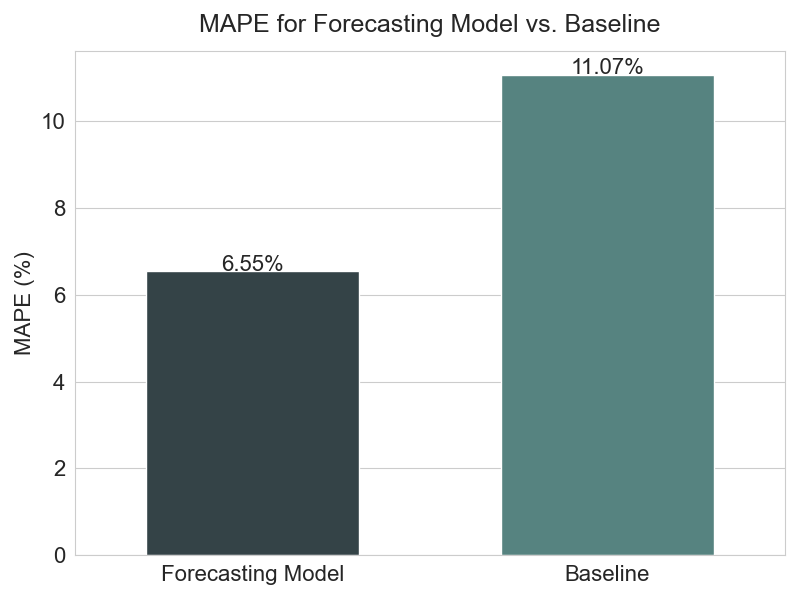 MAPE for Forecasting Model vs. Baseline
MAPE (%)
10
8
6
4
2
0
6.55%
11.07%
Forecasting Model
Baseline